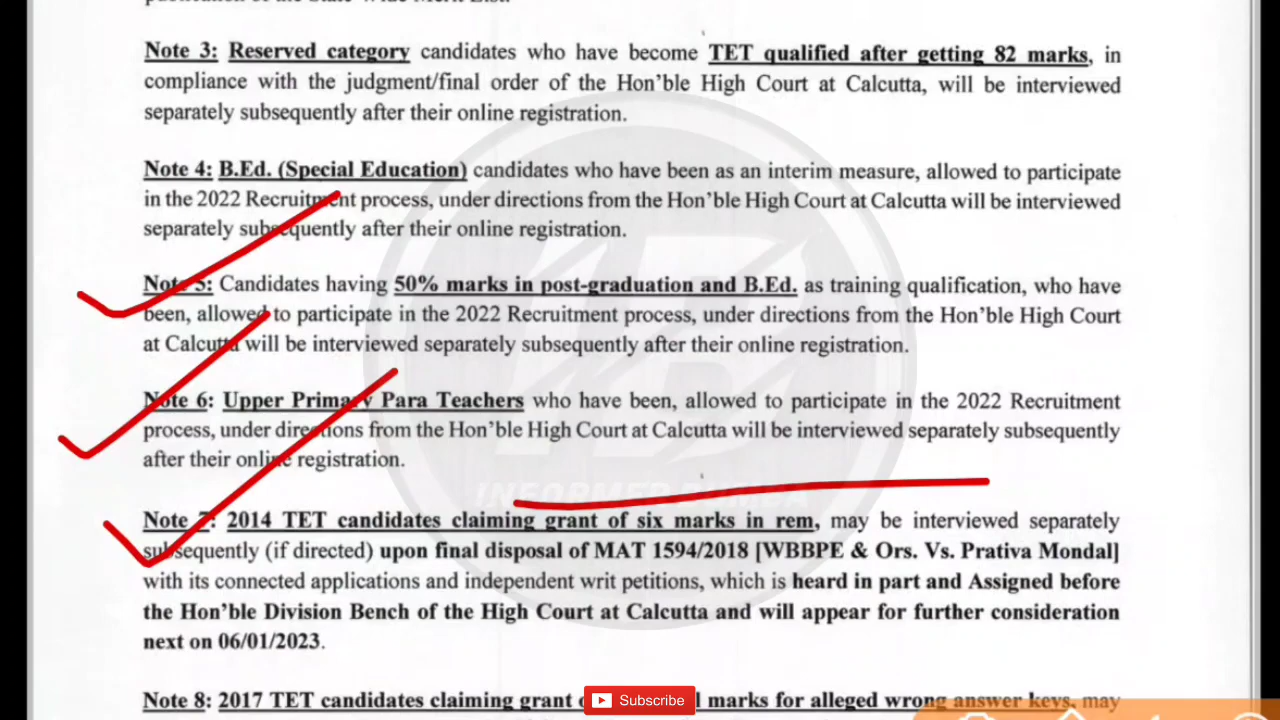 Note 3: Reserved category candidates who have become TET qualified after getting 82 marks, in
compliance with the judgment/final order of the Hon'ble High Court at Calcutta, will be interviewed
separately subsequently after their online registration.
Note 4: B.Ed. (Special Education) candidates who have been as an interim measure, allowed to participate
in the 2022 Recruitment process, under directions from the Hon'ble High Court at Calcutta will be interviewed
separately subsequently after their online registration.
Note 5: Candidates having 50% marks in post-graduation and B.Ed. as training qualification, who have
been, allowed to participate in the 2022 Recruitment process, under directions from the Hon'ble High Court
at Calcutta will be interviewed separately subsequently after their online registration.
Note 6: Upper Primary Para Teachers who have been, allowed to participate in the 2022 Recruitment
process, under directions from the Hon'ble High Court at Calcutta will be interviewed separately subsequently
after their online registration.
Note 7: 2014 TET candidates claiming grant of six marks in rem, may be interviewed separately
subsequently (if directed) upon final disposal of MAT 1594/2018 [WBBPE & Ors. Vs. Prativa Mondal]
with its connected applications and independent writ petitions, which is heard in part and Assigned before
the Hon'ble Division Bench of the High Court at Calcutta and will appear for further consideration
next on 06/01/2023.
Note 8: 2017 TET candidates claiming grant marks for alleged wrong answer keys, may
Subscribe